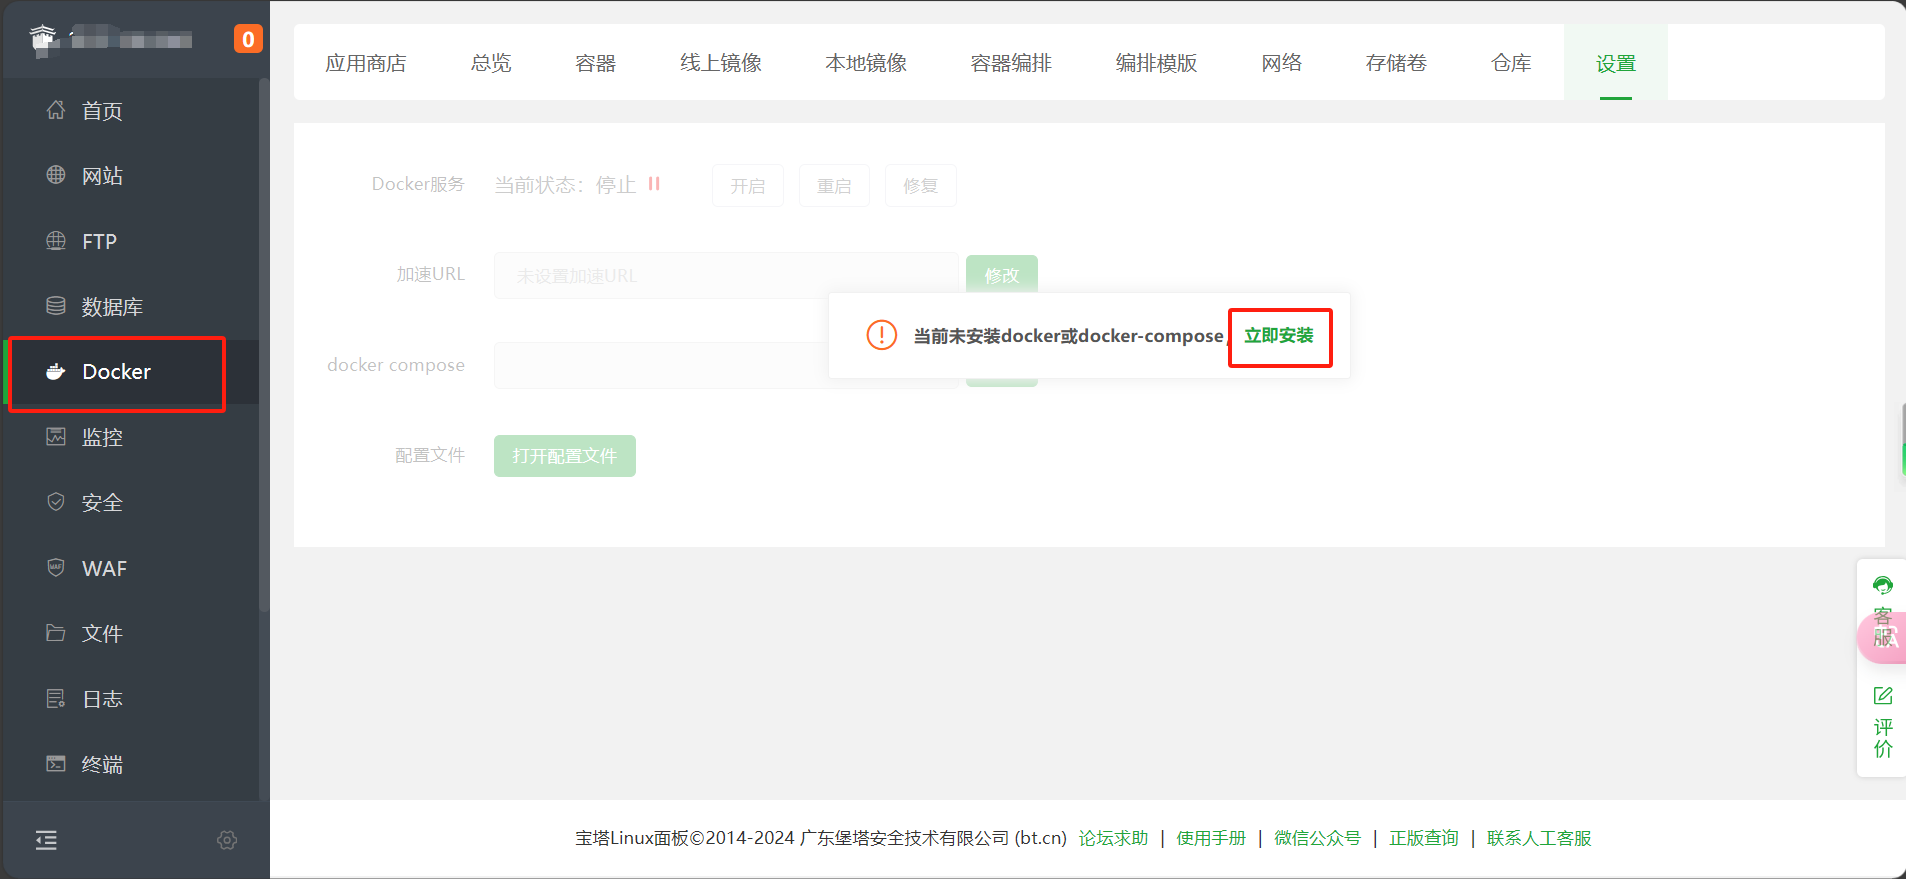 0
首页
网站
FTP
数据库
Docker
监控
安全
WAF
文件
日志
终端
应用商店 总览 容器 线上镜像 本地镜像 容器编排 编排模版 网络 存储卷 仓库 设置
Docker服务 当前状态：停止 开启 重启 修复
加速URL 未设置加速URL 修改
当前未安装docker或docker-compose, 立即安装
docker compose
配置文件 打开配置文件
客服
评价
宝塔Linux面板©2014-2024 广东堡塔安全技术有限公司 (bt.cn) 论坛求助 | 使用手册 | 微信公众号 | 正版查询 | 联系人工客服